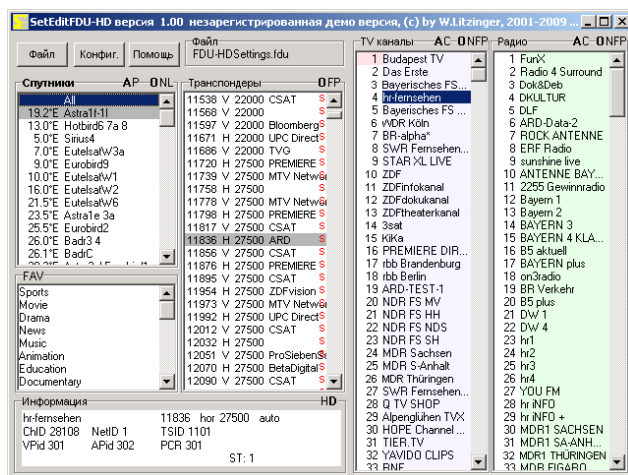 SetEditFDU-HD версия 1.00 незарегистрированная демо версия, (c) by W.Litzinger, 2001-2009 ...
Файл Конфиг. Помощь
Файл
FDU-HDSettings.fdu
Спутники AP-ONL
All
19.2°E Astra1f-1l
13.0°E Hotbird6 7a 8
5.0°E Sirius4
7.0°E EutelsatW3a
9.0°E Eurobird9
10.0°E EutelsatW1
16.0°E EutelsatW2
21.5°E EutelsatW6
23.5°E Astra1e 3a
25.5°E Eurobird2
26.0°E Badr3 4
26.1°E BadrC
FAV
Sports
Movie
Drama
News
Music
Animation
Education
Documentary
Транспондеры OFP
11538 V 22000 CSAT S
11568 V 22000 S
11597 V 22000 Bloomberg S
11671 H 22000 UPC Direct S
11686 V 22000 TVG S
11720 H 27500 PREMIERE S
11739 V 27500 MTV Networ S
11758 H 27500 S
11778 V 27500 MTV Networ S
11798 H 27500 PREMIERE S
11817 V 27500 CSAT S
11836 H 27500 ARD S
11856 V 27500 CSAT S
11876 H 27500 PREMIERE S
11895 V 27500 CSAT S
11954 H 27500 ZDFvision S
11973 V 27500 MTV Networ S
11992 H 27500 UPC Direct S
12012 V 27500 CSAT S
12032 H 27500 S
12051 V 27500 ProSiebenSa S
12070 H 27500 BetaDigital S
12090 V 27500 CSAT S
TV каналы AC-ONFP
1 Budapest TV
2 Das Erste
3 Bayerisches FS...
4 hr-fernsehen
5 Bayerisches FS ...
6 WDR Köln
7 BR-alpha*
8 SWR Fernsehen...
9 STAR XL LIVE
10 ZDF
11 ZDFinfokanal
12 ZDFdokukanal
13 ZDFtheaterkanal
14 3sat
15 KiKa
16 PREMIERE DIR...
17 rbb Brandenburg
18 rbb Berlin
19 ARD-TEST-1
20 NDR FS MV
21 NDR FS HH
22 NDR FS NDS
23 NDR FS SH
24 MDR Sachsen
25 MDR S-Anhalt
26 MDR Thüringen
27 SWR Fernsehen...
28 Q TV SHOP
29 Alpenglühen TVX
30 HOPE Channel ...
31 TIER.TV
32 YAVIDO CLIPS
33 BNF
Радио AC-ONFP
1 FunX
2 Radio 4 Surround
3 Dok&Deb
4 DKULTUR
5 DLF
6 ARD-Data-2
7 ROCK ANTENNE
8 ERF Radio
9 sunshine live
10 ANTENNE BAY...
11 2255 Gewinnradio
12 Bayern 1
13 Bayern 2
14 BAYERN 3
15 BAYERN 4 KLA...
16 B5 aktuell
17 BAYERN plus
18 on3radio
19 BR Verkehr
20 B5 plus
21 DW 1
22 DW 4
23 hr1
24 hr2
25 hr3
26 hr4
27 YOU FM
28 hr iNFO
29 hr iNFO +
30 MDR1 SACHSEN
31 MDR1 SA-ANH...
32 MDR1 THÜRINGEN
33 MDR FIGARO
Информация HD-
hr-fernsehen 11836 hor 27500 auto
ChID 28108 NetID 1 TSID 1101
VPid 301 APid 302 PCR 301
ST: 1